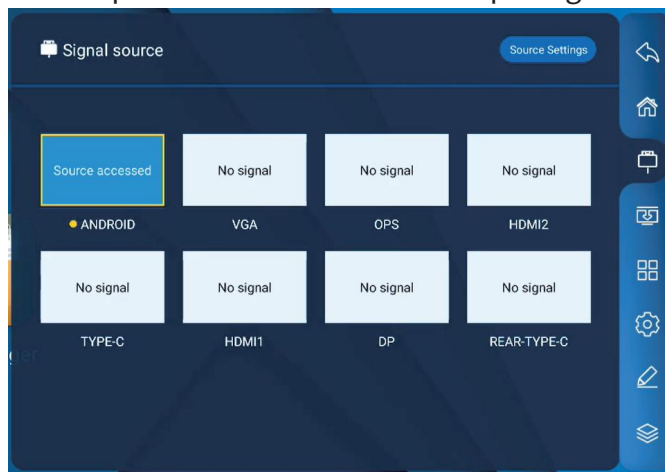 Signal source
Source Settings
Source accessed
No signal
No signal
No signal
ANDROID
VGA
OPS
HDMI2
No signal
No signal
No signal
No signal
TYPE-C
HDMI1
DP
REAR-TYPE-C
ger